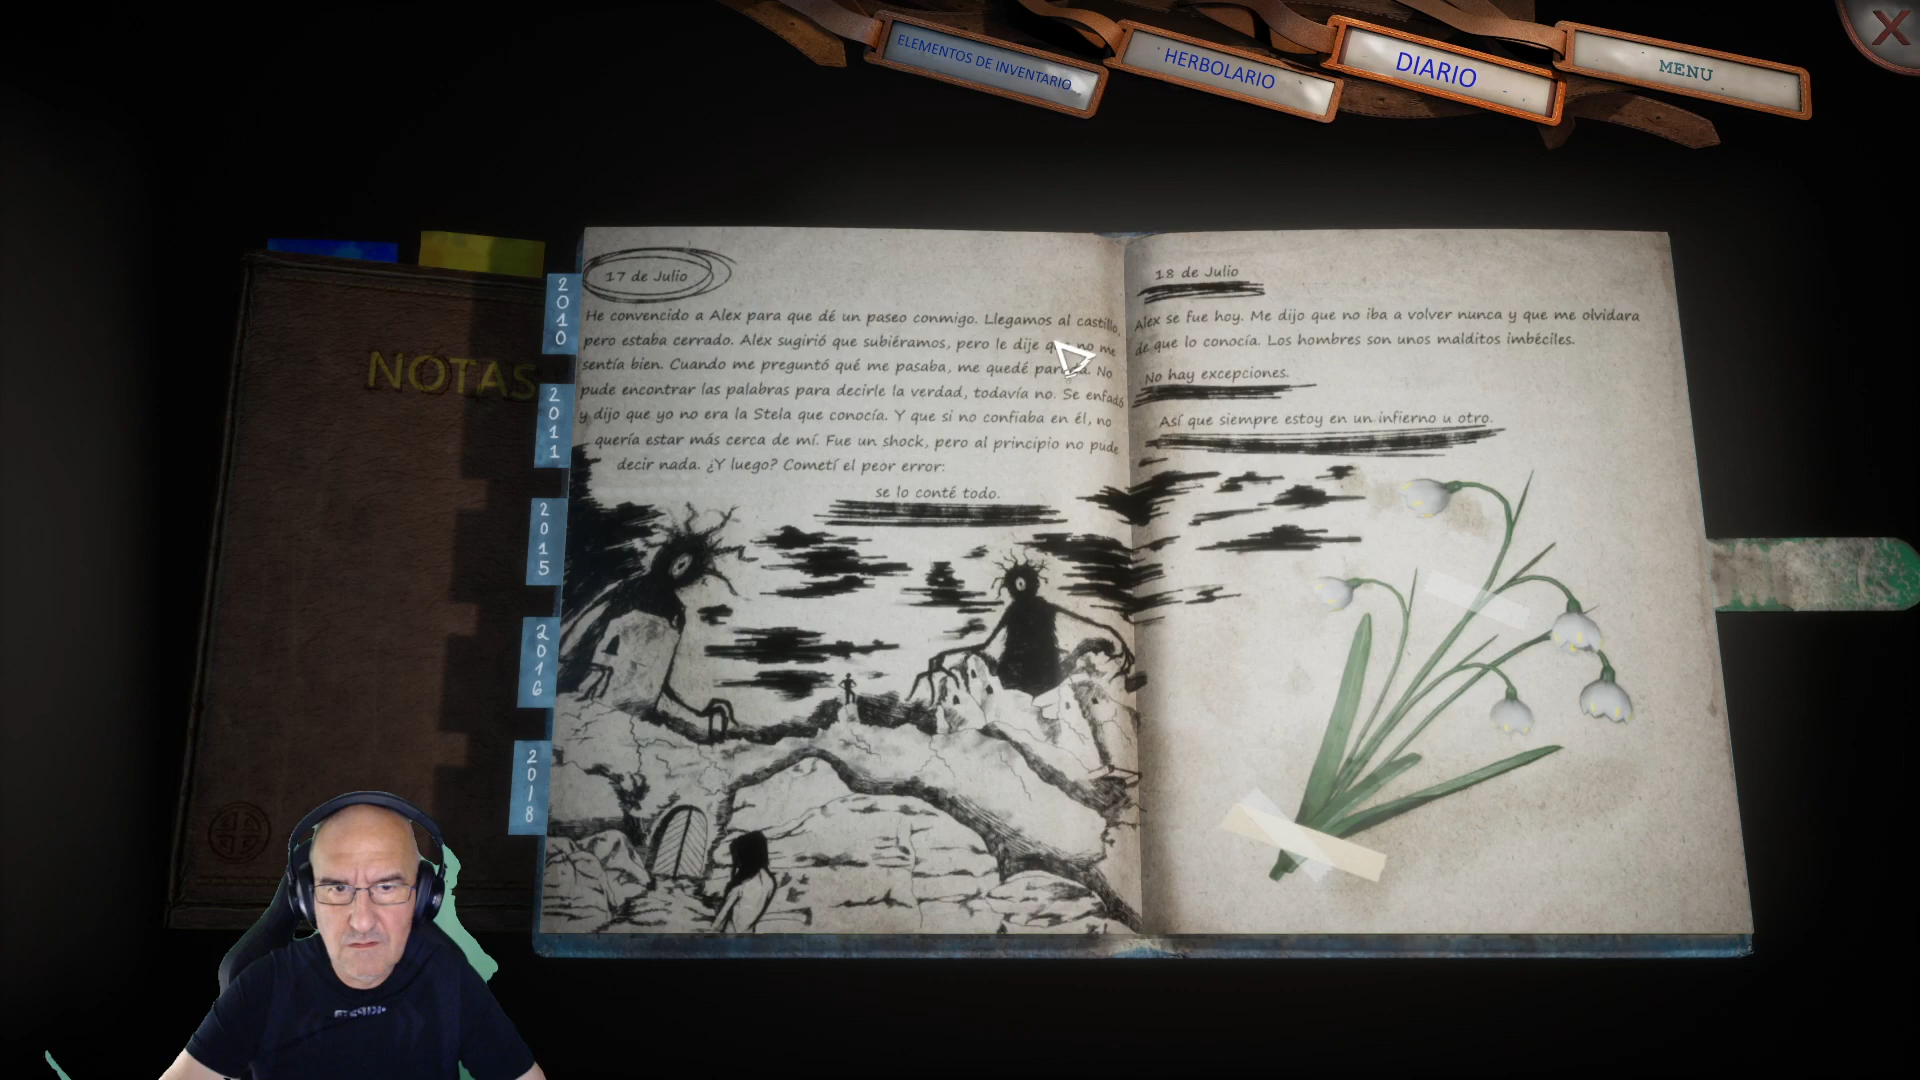 ELEMENTOS DE INVENTARIO
HERBOLARIO
DIARIO
MENU
NOTAS
2010
2011
2015
2016
2018
17 de Julio
He convencido a Alex para que dé un paseo conmigo. Llegamos al castillo,
pero estaba cerrado. Alex sugirió que subiéramos, pero le dije que no me
sentía bien. Cuando me preguntó qué me pasaba, me quedé No
pude encontrar las palabras para decirle la verdad, todavía no. Se enfadó
y dijo que yo no era la Stela que conocía. Y que si no confiaba en él, no
quería estar más cerca de mí. Fue un shock, pero al principio no pude
decir nada. ¿Y luego? Cometí el peor error:
se lo conté todo.
18 de Julio
Alex se fue hoy. Me dijo que no iba a volver nunca y que me olvidara
de que lo conocía. Los hombres son unos malditos imbéciles.
No hay excepciones.
Así que siempre estoy en un infierno u otro.